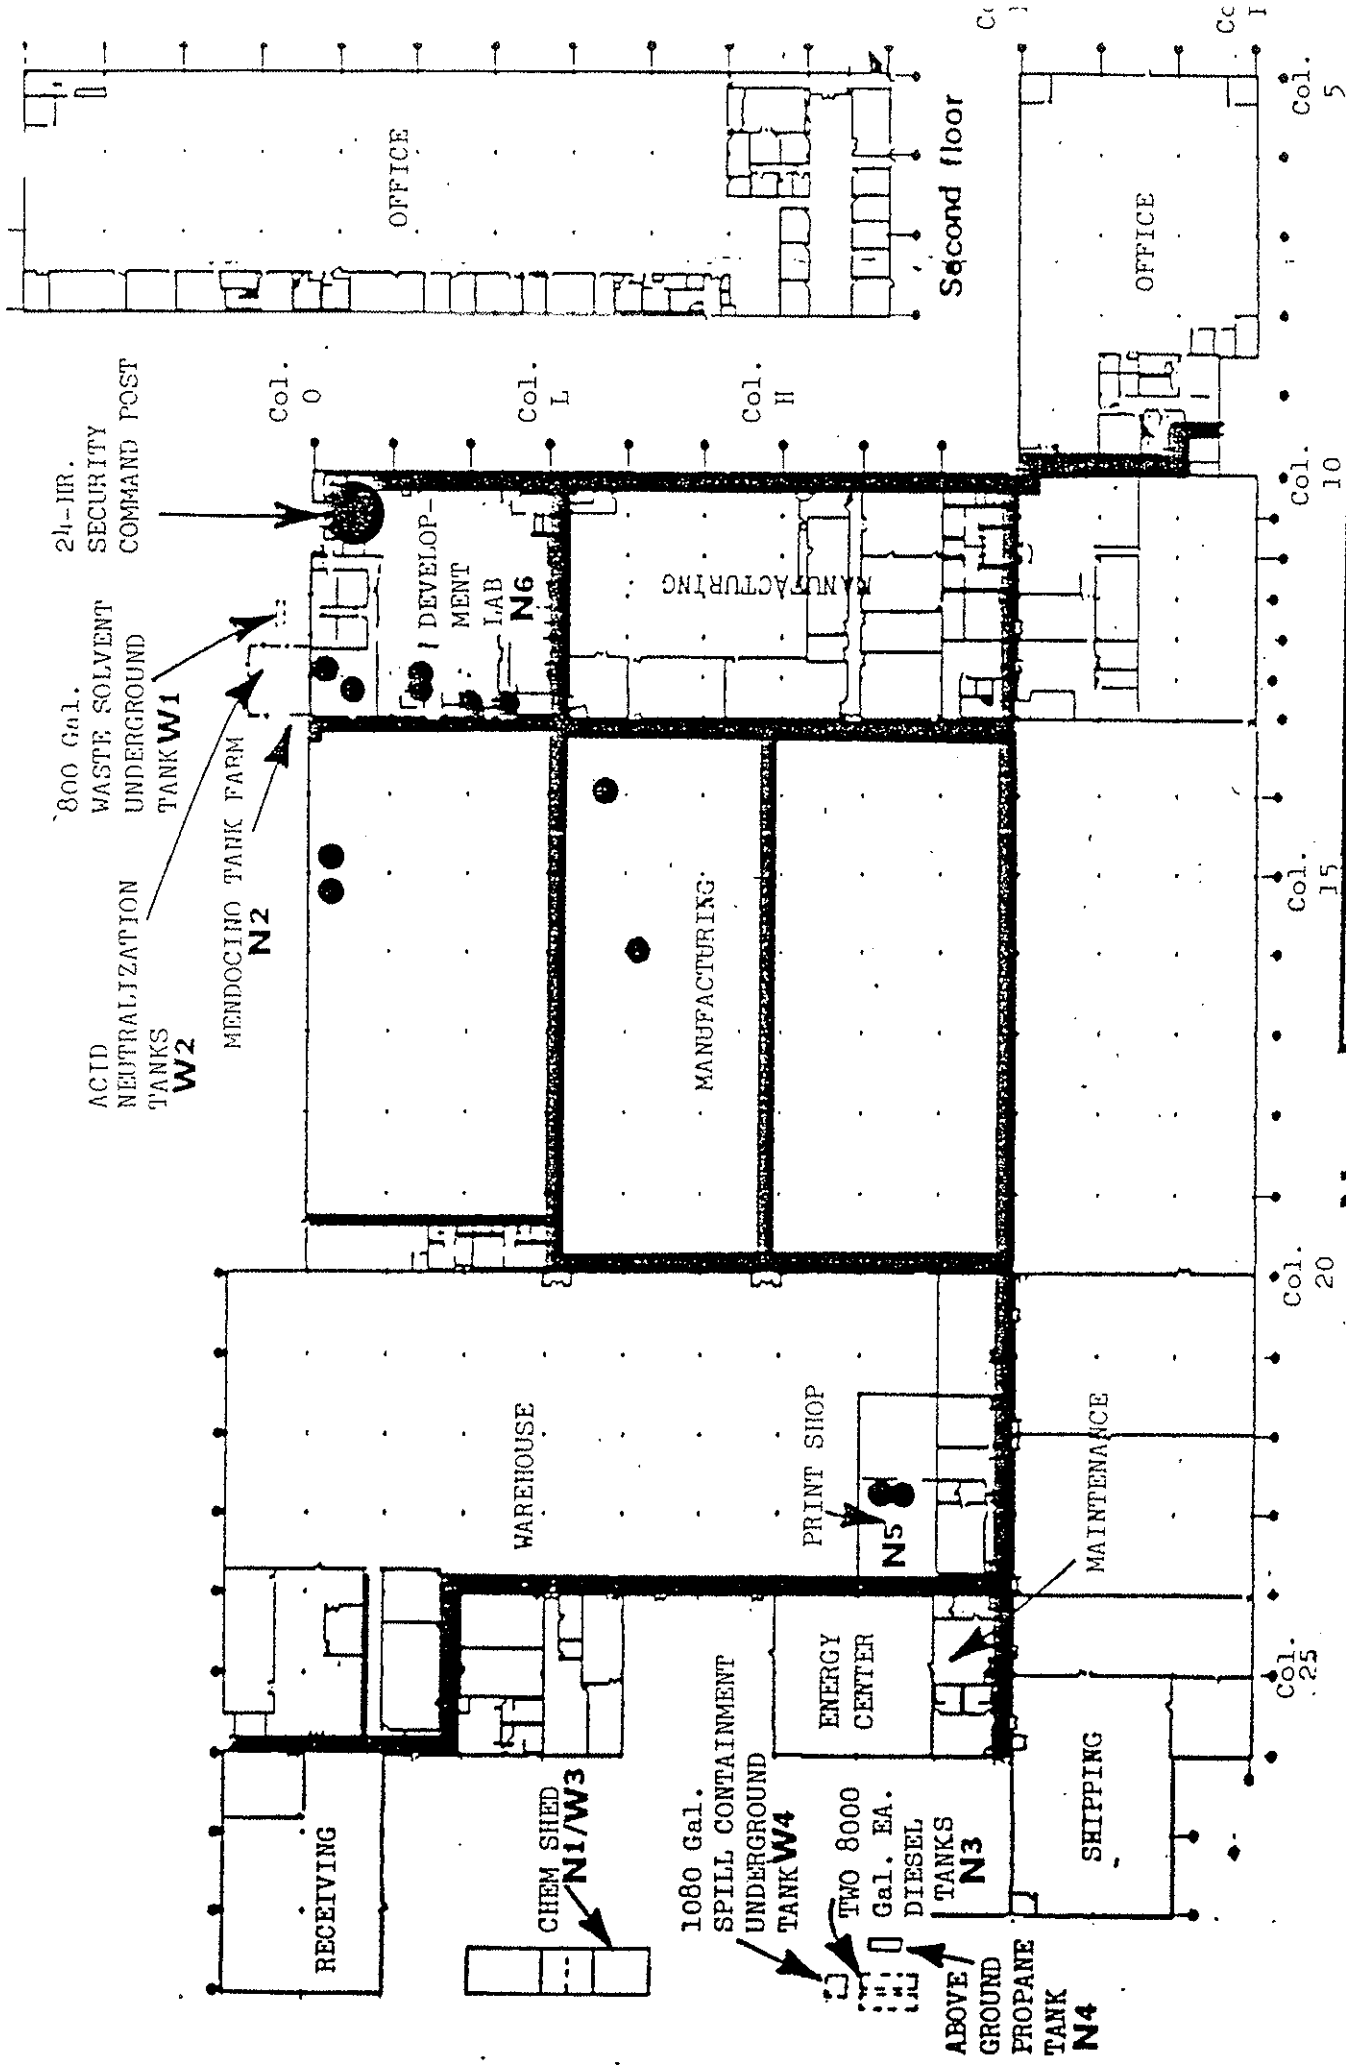 24-HR.
SECURITY
COMMAND POST
800 Gal.
WASTE SOLVENT
UNDERGROUND
TANK W1
ACID
NEUTRALIZATION
TANKS
W2
MENDOCINO TANK FARM
N2
Col.
O
Col.
L
Col.
H
OFFICE
Second floor
DEVELOP-
MENT
LAB
N6
MANUFACTURING
MANUFACTURING
OFFICE
WAREHOUSE
PRINT SHOP
N5
MAINTENANCE
ENERGY
CENTER
RECEIVING
CHEM SHED
N1/W3
1080 Gal.
SPILL CONTAINMENT
UNDERGROUND
TANK W4
TWO 8000
Gal. EA.
DIESEL
TANKS
N3
ABOVE
GROUND
PROPANE
TANK
N4
SHIPPING
Col.
25
Col.
20
Col.
15
Col.
10
Col.
5